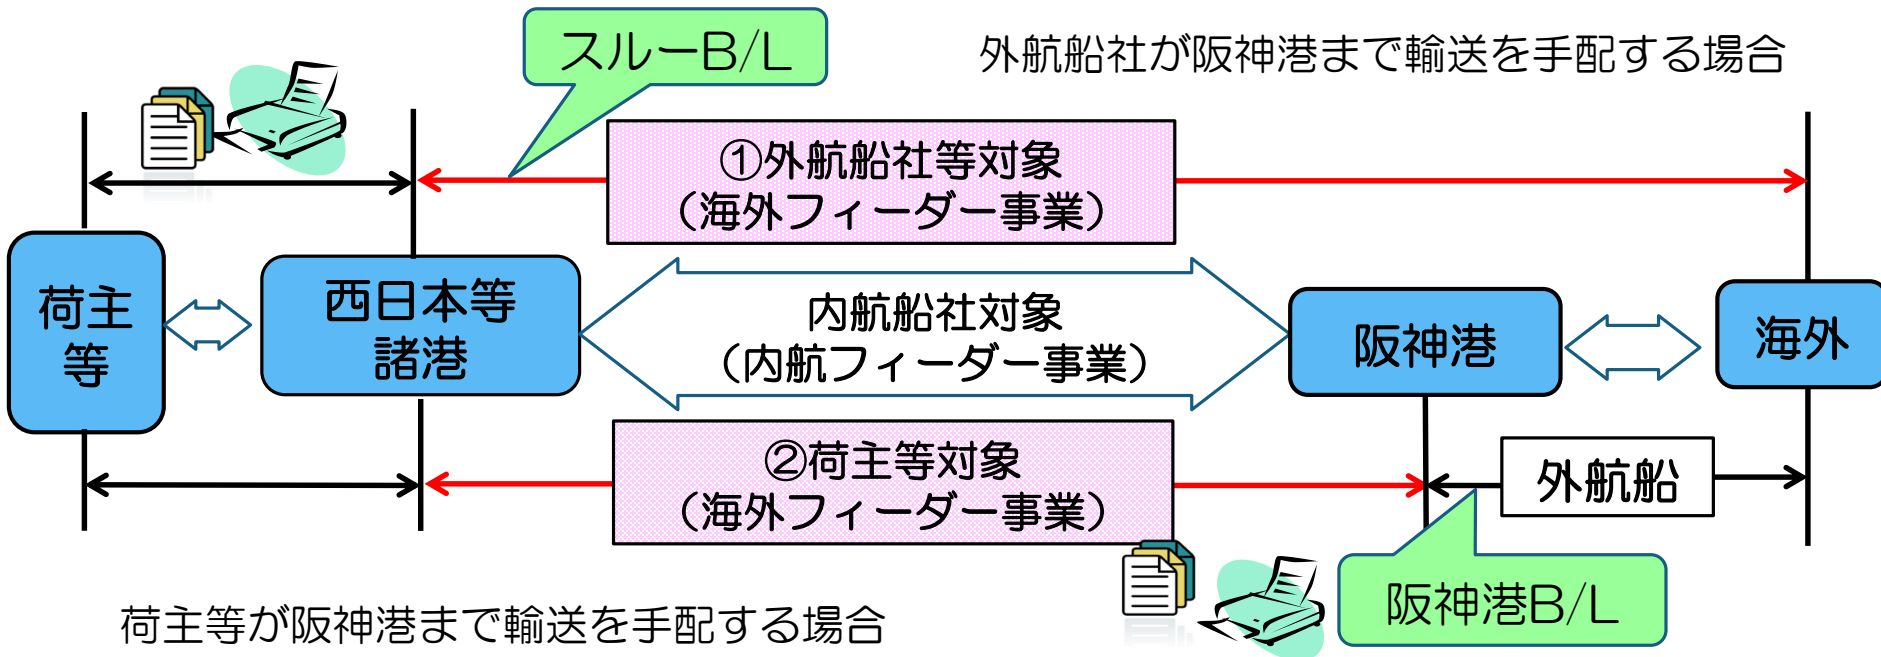 スルーB/L
外航船社が阪神港まで輸送を手配する場合
①外航船社等対象
（海外フィーダー事業）
荷主
等
西日本等
諸港
内航船社対象
（内航フィーダー事業）
阪神港
海外
②荷主等対象
（海外フィーダー事業）
外航船
阪神港B/L
荷主等が阪神港まで輸送を手配する場合